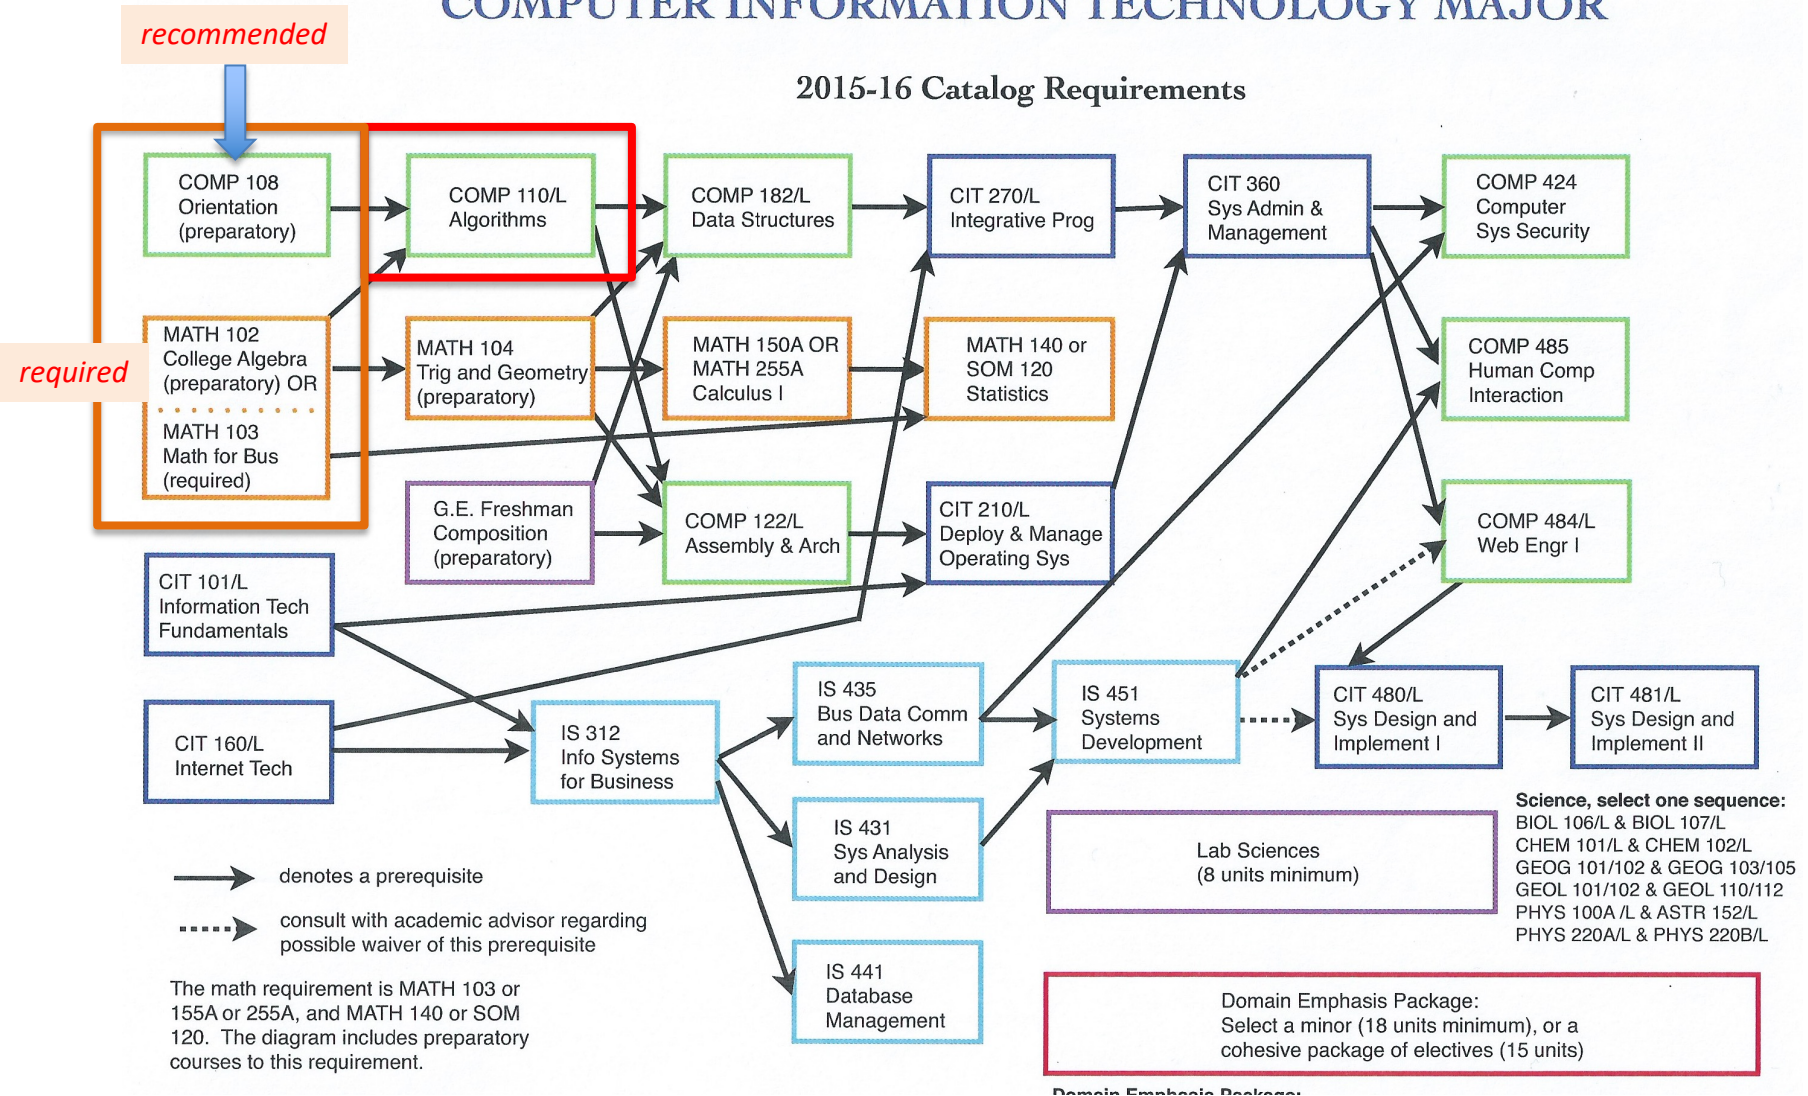 COMPUTER INFORMATION TECHNOLOGY MAJOR
recommended
2015-16 Catalog Requirements
COMP 108
Orientation
(preparatory)
COMP 110/L
Algorithms
COMP 182/L
Data Structures
CIT 270/L
Integrative Prog
CIT 360
Sys Admin &
Management
COMP 424
Computer
Sys Security
required
MATH 102
College Algebra
(preparatory) OR
MATH 103
Math for Bus
(required)
MATH 104
Trig and Geometry
(preparatory)
MATH 150A OR
MATH 255A
Calculus I
MATH 140 or
SOM 120
Statistics
COMP 485
Human Comp
Interaction
G.E. Freshman
Composition
(preparatory)
COMP 122/L
Assembly & Arch
CIT 210/L
Deploy & Manage
Operating Sys
COMP 484/L
Web Engr I
CIT 101/L
Information Tech
Fundamentals
CIT 160/L
Internet Tech
IS 312
Info Systems
for Business
IS 435
Bus Data Comm
and Networks
IS 451
Systems
Development
CIT 480/L
Sys Design and
Implement I
CIT 481/L
Sys Design and
Implement II
IS 431
Sys Analysis
and Design
IS 441
Database
Management
Lab Sciences
(8 units minimum)
Science, select one sequence:
BIOL 106/L & BIOL 107/L
CHEM 101/L & CHEM 102/L
GEOG 101/102 & GEOG 103/105
GEOL 101/102 & GEOL 110/112
PHYS 100A /L & ASTR 152/L
PHYS 220A/L & PHYS 220B/L
denotes a prerequisite
consult with academic advisor regarding
possible waiver of this prerequisite
The math requirement is MATH 103 or
155A or 255A, and MATH 140 or SOM
120.  The diagram includes preparatory
courses to this requirement.
Domain Emphasis Package:
Select a minor (18 units minimum), or a
cohesive package of electives (15 units)
Domain Emphasis Package: